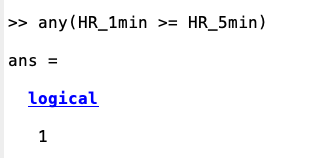 >> any(HR_1min >= HR_5min)
ans =
logical
1